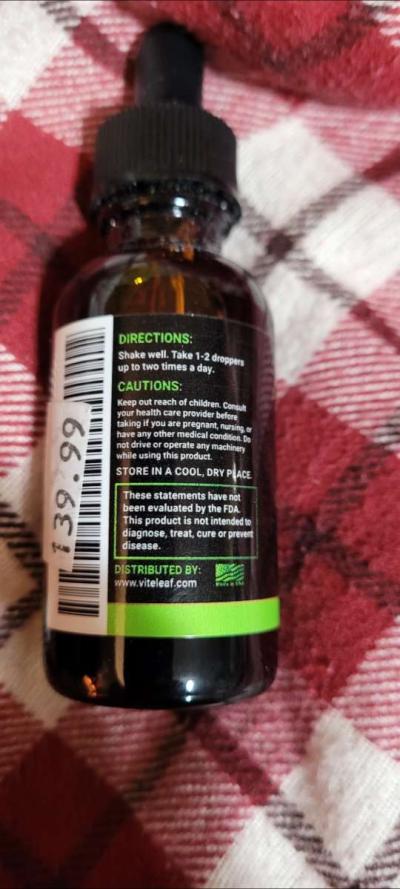 DIRECTIONS:
Shake well. Take 1-2 droppers
up to two times a day.
CAUTIONS:
Keep out reach of children. Consult
your health care provider before
taking if you are pregnant, nursing, or
have any other medical condition. Do
not drive or operate any machinery
while using this product.
STORE IN A COOL, DRY PLACE.
These statements have not
been evaluated by the FDA.
This product is not intended to
diagnose, treat, cure or prevent
disease.
DISTRIBUTED BY:
www.viteleaf.com
39.99